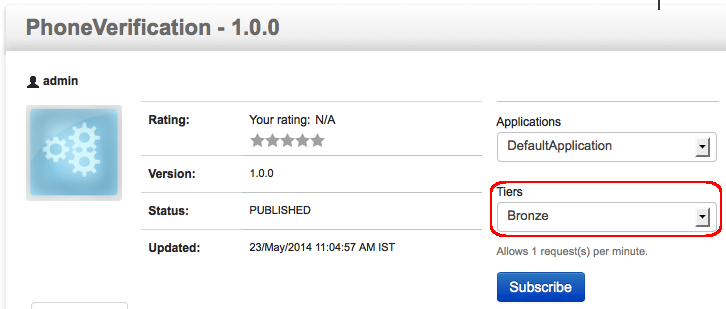 PhoneVerification - 1.0.0
admin
Rating: Your rating: N/A
Version: 1.0.0
Status: PUBLISHED
Updated: 23/May/2014 11:04:57 AM IST
Applications
DefaultApplication
Tiers
Bronze
Allows 1 request(s) per minute.
Subscribe